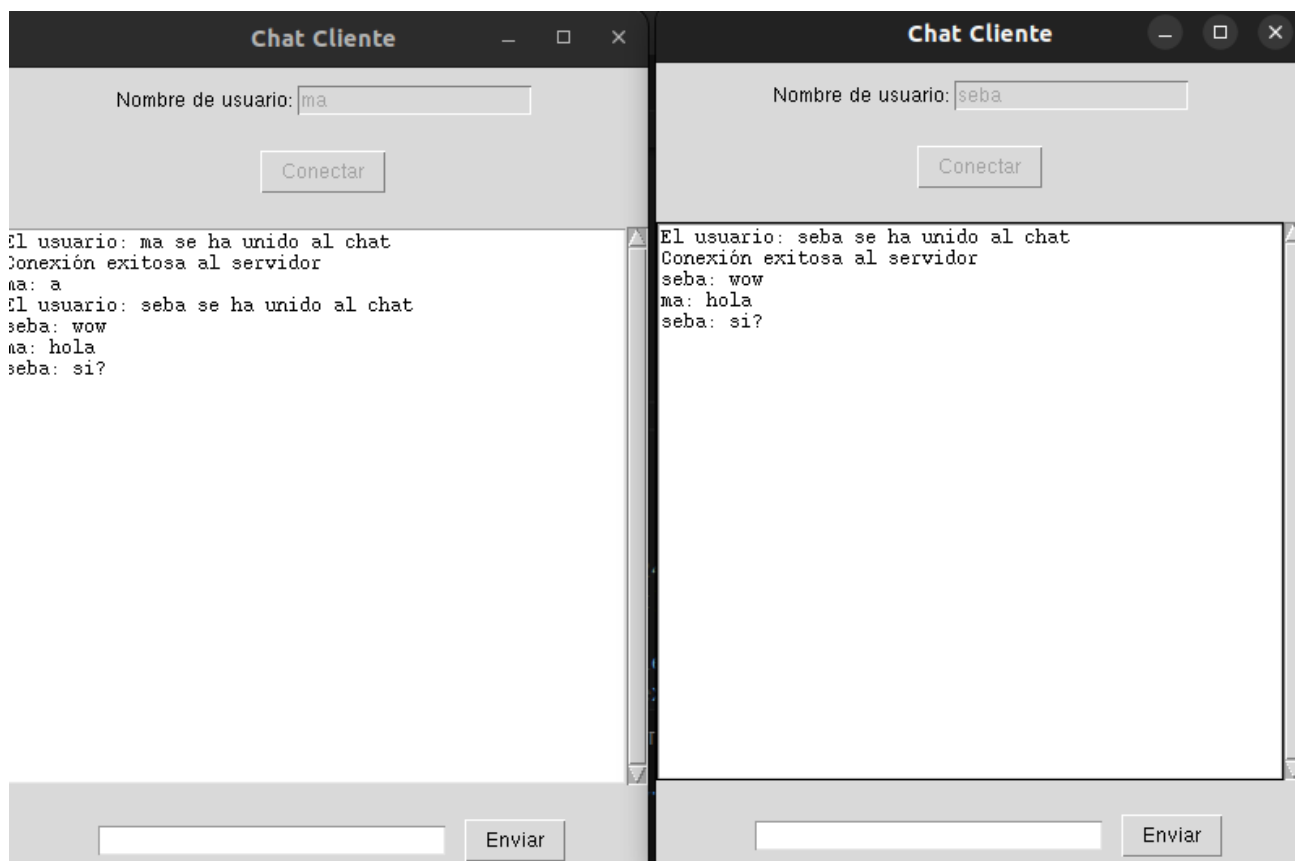 Chat Cliente
Nombre de usuario: ma
Conectar
El usuario: ma se ha unido al chat
Conexión exitosa al servidor
ma: a
El usuario: seba se ha unido al chat
seba: wow
ma: hola
seba: si?
Enviar
Chat Cliente
Nombre de usuario: seba
Conectar
El usuario: seba se ha unido al chat
Conexión exitosa al servidor
seba: wow
ma: hola
seba: si?
Enviar